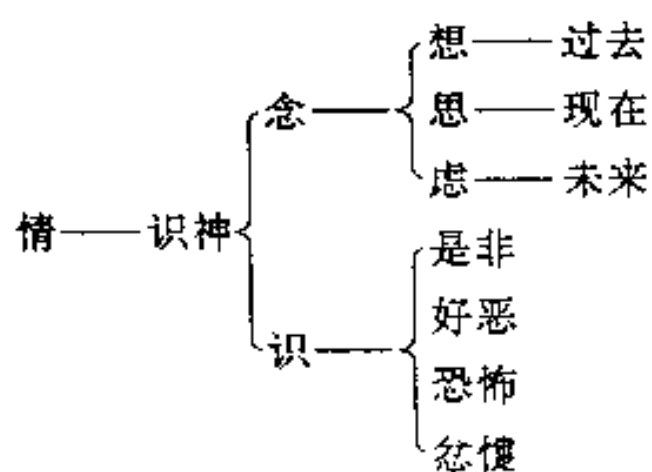 想——过去
念——思——现在
虑——未来
情——识神
是非
好恶
识——
恐怖
忿懥